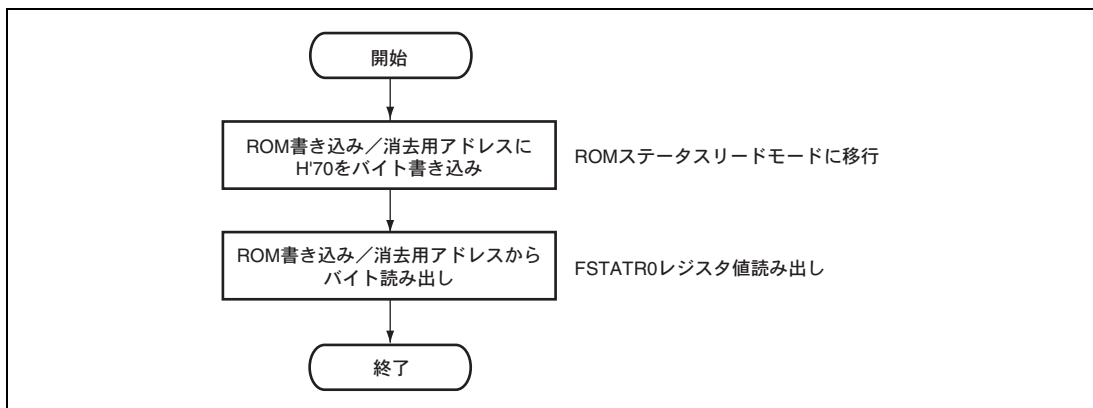 開始
ROM書き込み／消去用アドレスに
H'70をバイト書き込み
ROMステータスリードモードに移行
ROM書き込み／消去用アドレスから
バイト読み出し
FSTATR0レジスタ値読み出し
終了